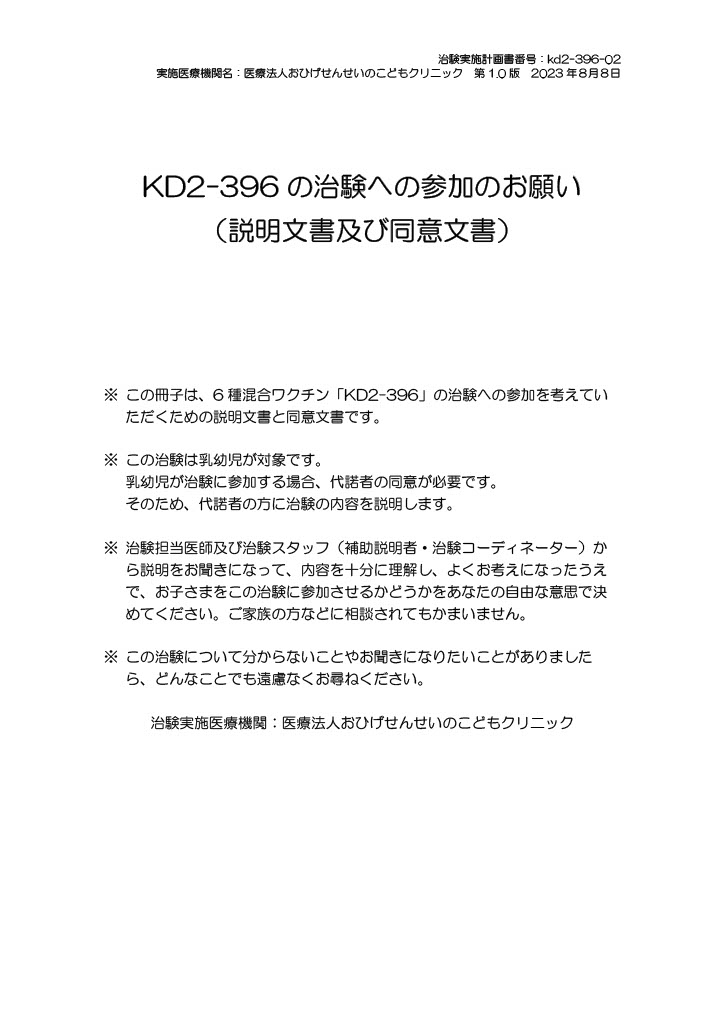 治験実施計画書番号：kd2-396-02
実施医療機関名：医療法人おひげせんせいのこどもクリニック　第 1.0 版　2023 年８月８日
KD2-396 の治験への参加のお願い
（説明文書及び同意文書）
※ この冊子は、６種混合ワクチン「KD2-396」の治験への参加を考えてい
ただくための説明文書と同意文書です。
※ この治験は乳幼児が対象です。
乳幼児が治験に参加する場合、代諾者の同意が必要です。
そのため、代諾者の方に治験の内容を説明します。
※ 治験担当医師及び治験スタッフ（補助説明者・治験コーディネーター）か
ら説明をお聞きになって、内容を十分に理解し、よくお考えになったうえ
で、お子さまをこの治験に参加させるかどうかをあなたの自由な意思で決
めてください。ご家族の方などに相談されてもかまいません。
※ この治験について分からないことやお聞きになりたいことがありました
ら、どんなことでも遠慮なくお尋ねください。
治験実施医療機関：医療法人おひげせんせいのこどもクリニック